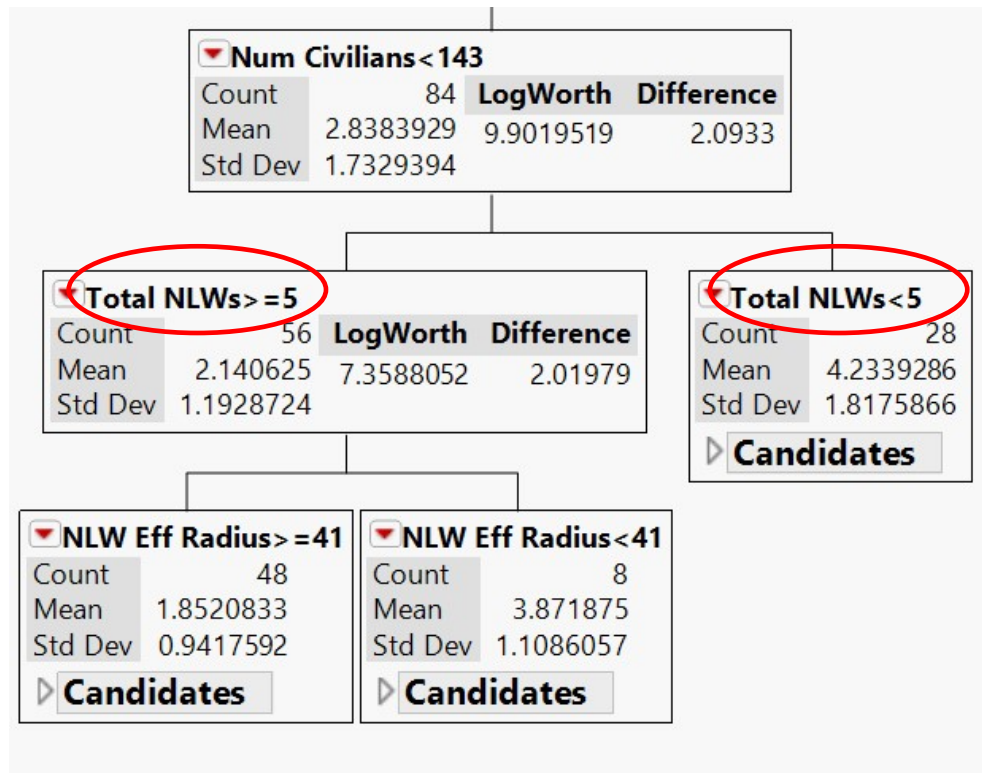 Num Civilians<143
Count 84 LogWorth Difference
Mean 2.8383929 9.9019519 2.0933
Std Dev 1.7329394
Total NLWs>=5
Count 56 LogWorth Difference
Mean 2.140625 7.3588052 2.01979
Std Dev 1.1928724
Total NLWs<5
Count 28
Mean 4.2339286
Std Dev 1.8175866
Candidates
NLW Eff Radius>=41
Count 48
Mean 1.8520833
Std Dev 0.9417592
Candidates
NLW Eff Radius<41
Count 8
Mean 3.871875
Std Dev 1.1086057
Candidates